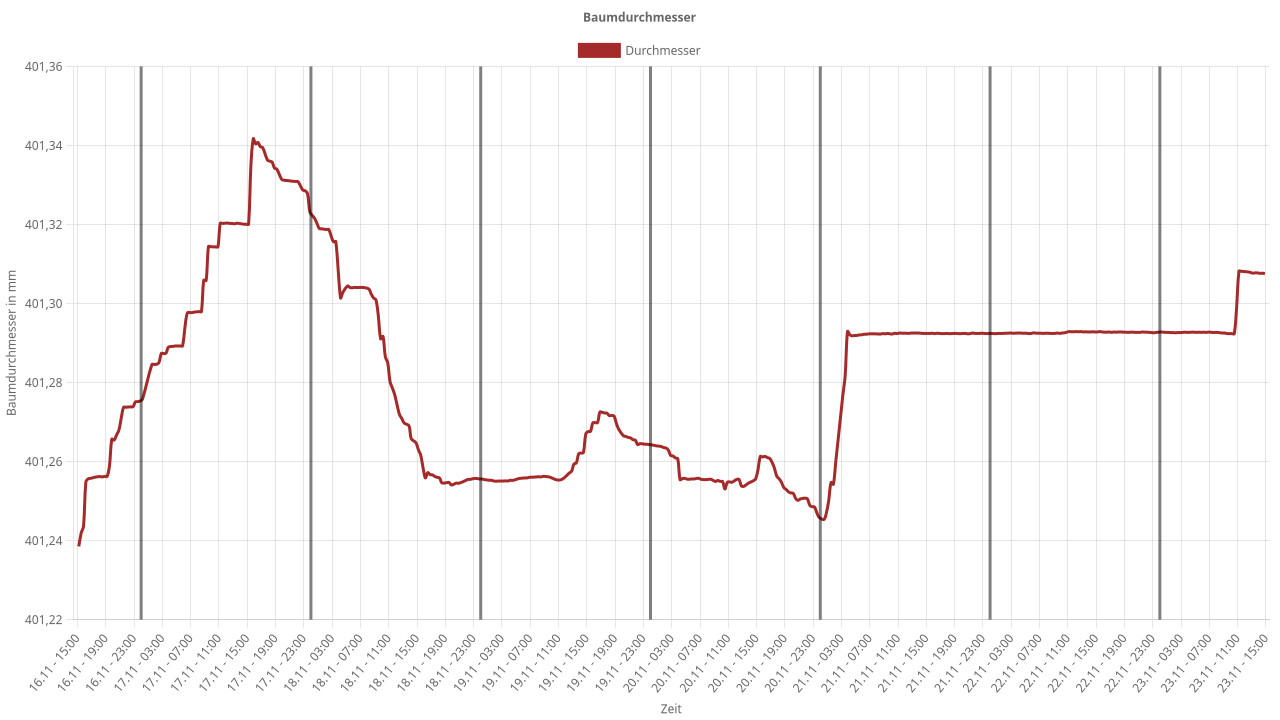 Baumdurchmesser
Durchmesser
401,36
401,34
401,32
401,30
401,28
401,26
401,24
401,22
Baumdurchmesser in mm
16.11 - 15:00
16.11 - 19:00
16.11 - 23:00
17.11 - 03:00
17.11 - 07:00
17.11 - 11:00
17.11 - 15:00
17.11 - 19:00
17.11 - 23:00
18.11 - 03:00
18.11 - 07:00
18.11 - 11:00
18.11 - 15:00
18.11 - 19:00
18.11 - 23:00
19.11 - 03:00
19.11 - 07:00
19.11 - 11:00
19.11 - 15:00
19.11 - 19:00
19.11 - 23:00
20.11 - 03:00
20.11 - 07:00
20.11 - 11:00
20.11 - 15:00
20.11 - 19:00
20.11 - 23:00
21.11 - 03:00
21.11 - 07:00
21.11 - 11:00
21.11 - 15:00
21.11 - 19:00
21.11 - 23:00
22.11 - 03:00
22.11 - 07:00
22.11 - 11:00
22.11 - 15:00
22.11 - 19:00
22.11 - 23:00
23.11 - 03:00
23.11 - 07:00
23.11 - 11:00
23.11 - 15:00
Zeit